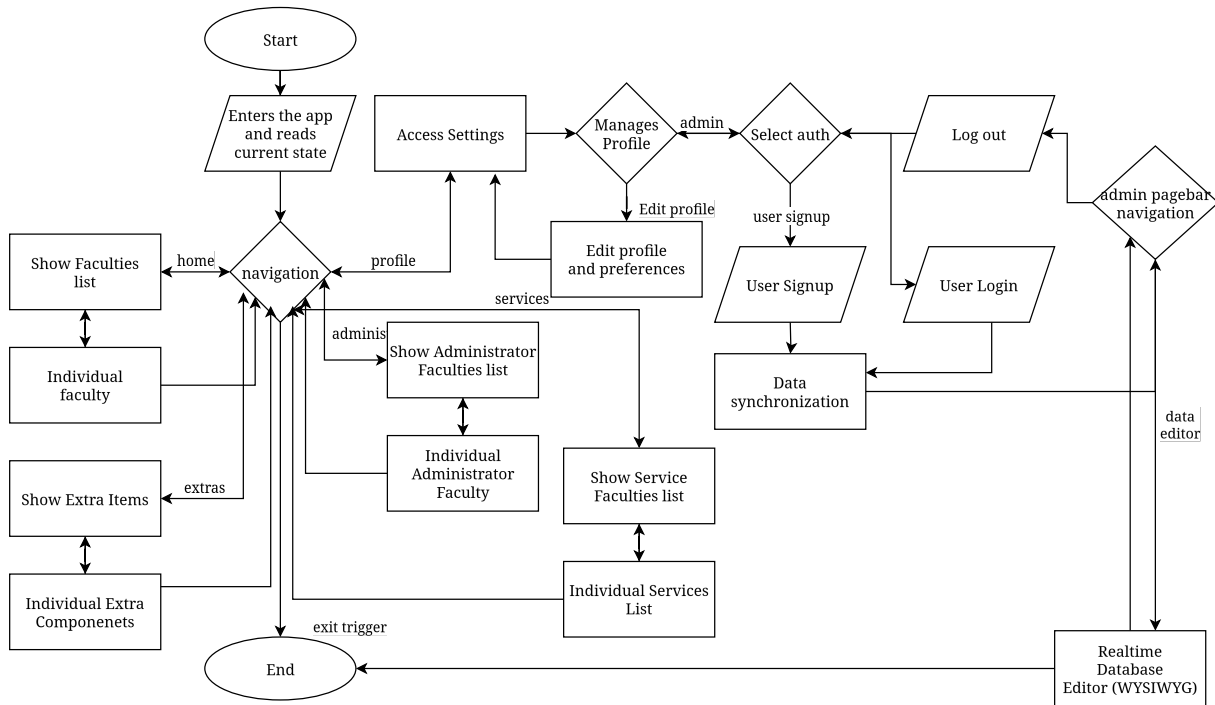 Start
Enters the app
and reads
current state
Access Settings
Manages
Profile
admin
Select auth
Log out
admin pagebar
navigation
Edit profile
user signup
Show Faculties
list
home
navigation
profile
Edit profile
and preferences
User Signup
User Login
services
adminis
Show Administrator
Faculties list
Individual
faculty
Data
synchronization
data
editor
Individual
Administrator
Faculty
Show Service
Faculties list
Show Extra Items
extras
Individual Extra
Componenets
Individual Services
List
exit trigger
End
Realtime
Database
Editor (WYSIWYG)